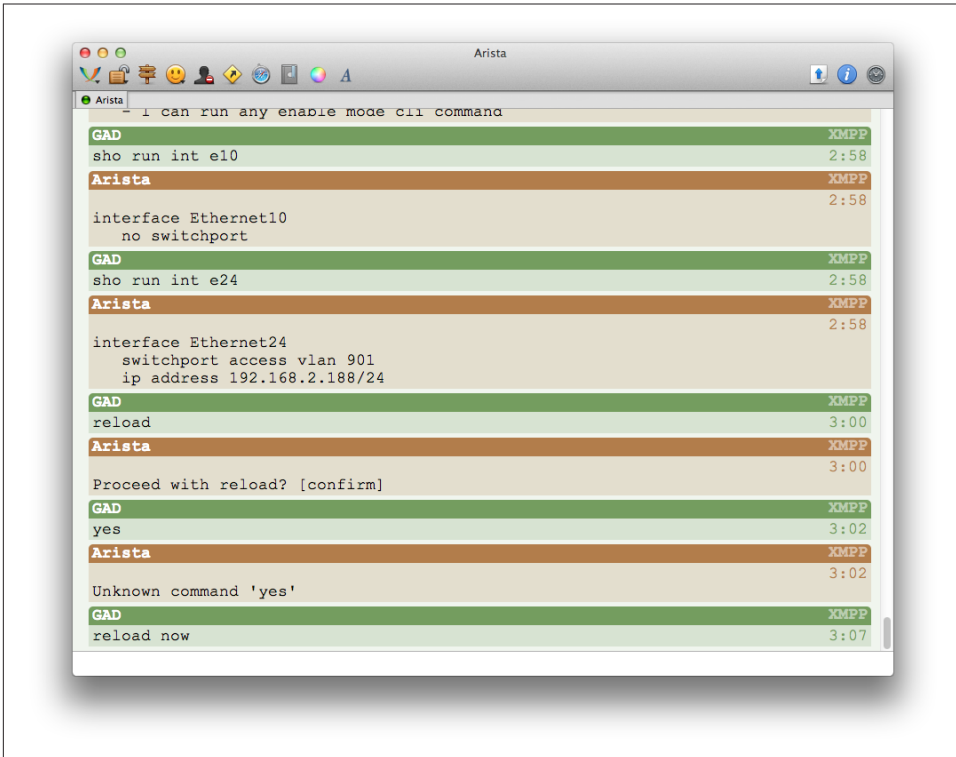 Arista
A
Arista
- I can run any enable mode cli command
GAD XMPP
sho run int e10 2:58
Arista XMPP
2:58
interface Ethernet10
no switchport
GAD XMPP
sho run int e24 2:58
Arista XMPP
2:58
interface Ethernet24
switchport access vlan 901
ip address 192.168.2.188/24
GAD XMPP
reload 3:00
Arista XMPP
3:00
Proceed with reload? [confirm]
GAD XMPP
yes 3:02
Arista XMPP
3:02
Unknown command 'yes'
GAD XMPP
reload now 3:07